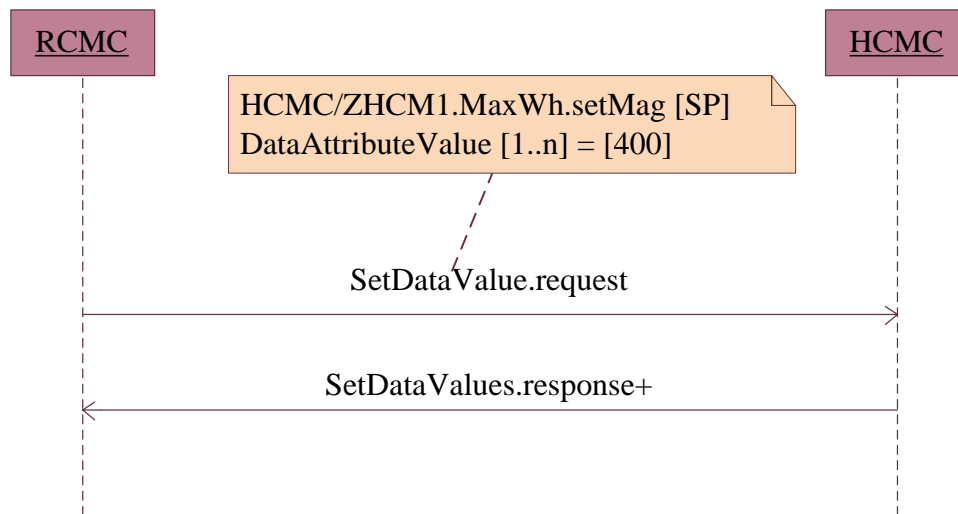 RCMC
HCMC
HCMC/ZHCM1.MaxWh.setMag [SP]
DataAttributeValue [1..n] = [400]
SetDataValue.request
SetDataValues.response+